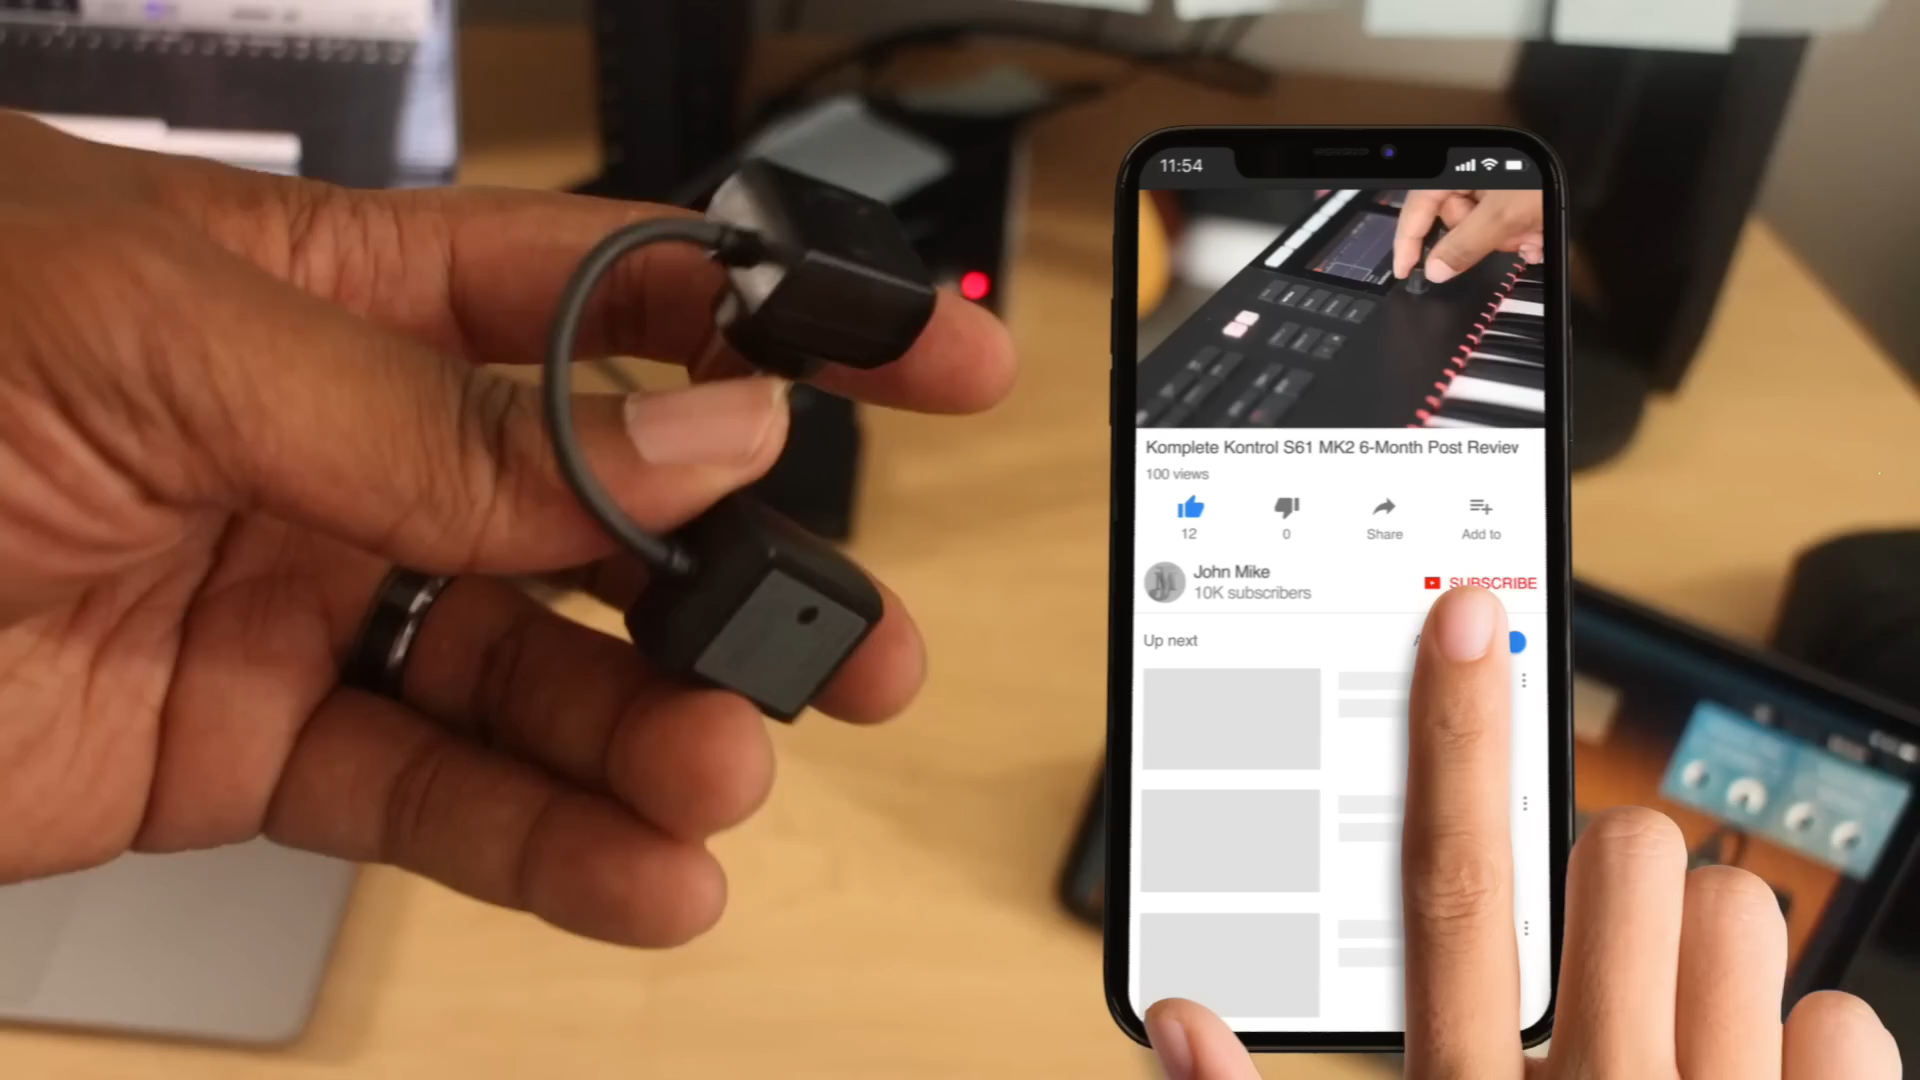 11:54
Komplete Kontrol S61 MK2 6-Month Post Review
100 views
12
0
Share
Add to
John Mike
10K subscribers
SUBSCRIBE
Up next